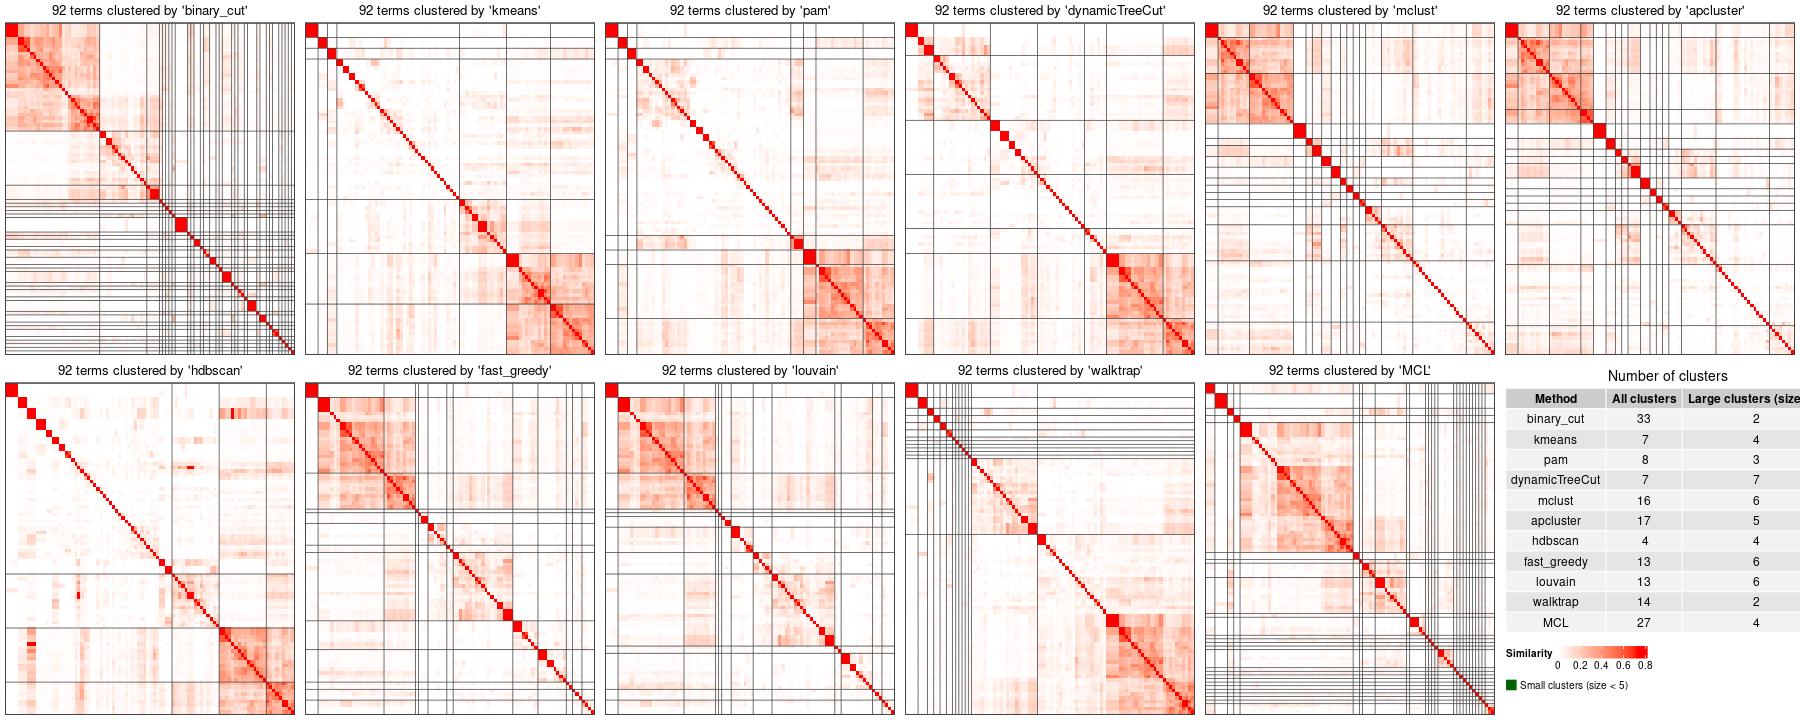 92 terms clustered by 'binary_cut'
92 terms clustered by 'kmeans'
92 terms clustered by 'pam'
92 terms clustered by 'dynamicTreeCut'
92 terms clustered by 'mclust'
92 terms clustered by 'apcluster'
92 terms clustered by 'hdbscan'
92 terms clustered by 'fast_greedy'
92 terms clustered by 'louvain'
92 terms clustered by 'walktrap'
92 terms clustered by 'MCL'
Number of clusters
Method All clusters Large clusters (size
binary_cut 33 2
kmeans 7 4
pam 8 3
dynamicTreeCut 7 7
mclust 16 6
apcluster 17 5
hdbscan 4 4
fast_greedy 13 6
louvain 13 6
walktrap 14 2
MCL 27 4
Similarity
0 0.2 0.4 0.6 0.8
Small clusters (size < 5)